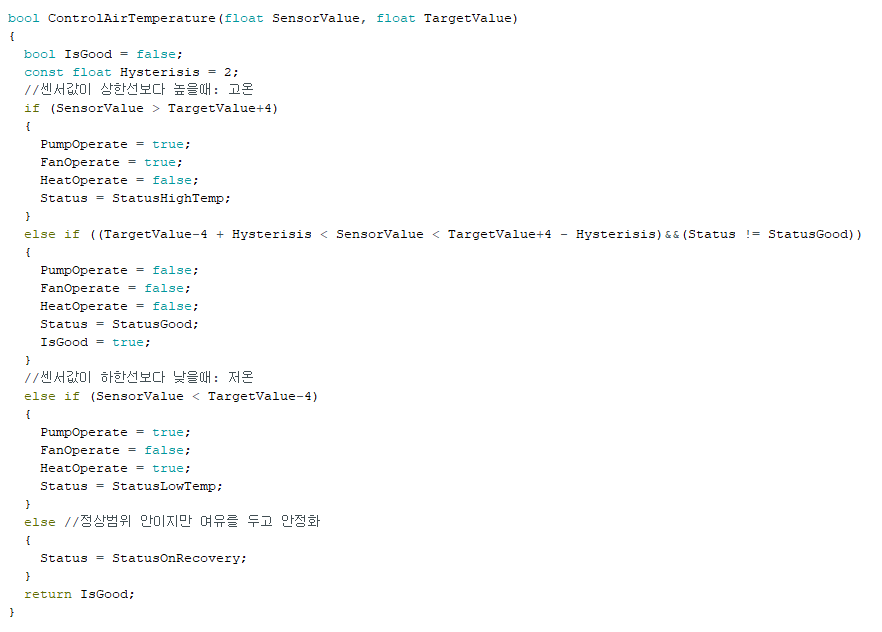 bool ControlAirTemperature(float SensorValue, float TargetValue)
{
  bool IsGood = false;
  const float Hysterisis = 2;
  //센서값이 상한선보다 높을때: 고온
  if (SensorValue > TargetValue+4)
  {
    PumpOperate = true;
    FanOperate = true;
    HeatOperate = false;
    Status = StatusHighTemp;
  }
  else if ((TargetValue-4 + Hysterisis < SensorValue < TargetValue+4 - Hysterisis)&&(Status != StatusGood))
  {
    PumpOperate = false;
    FanOperate = false;
    HeatOperate = false;
    Status = StatusGood;
    IsGood = true;
  }
  //센서값이 하한선보다 낮을때: 저온
  else if (SensorValue < TargetValue-4)
  {
    PumpOperate = true;
    FanOperate = false;
    HeatOperate = true;
    Status = StatusLowTemp;
  }
  else //정상범위 안이지만 여유를 두고 안정화
  {
    Status = StatusOnRecovery;
  }
  return IsGood;
}